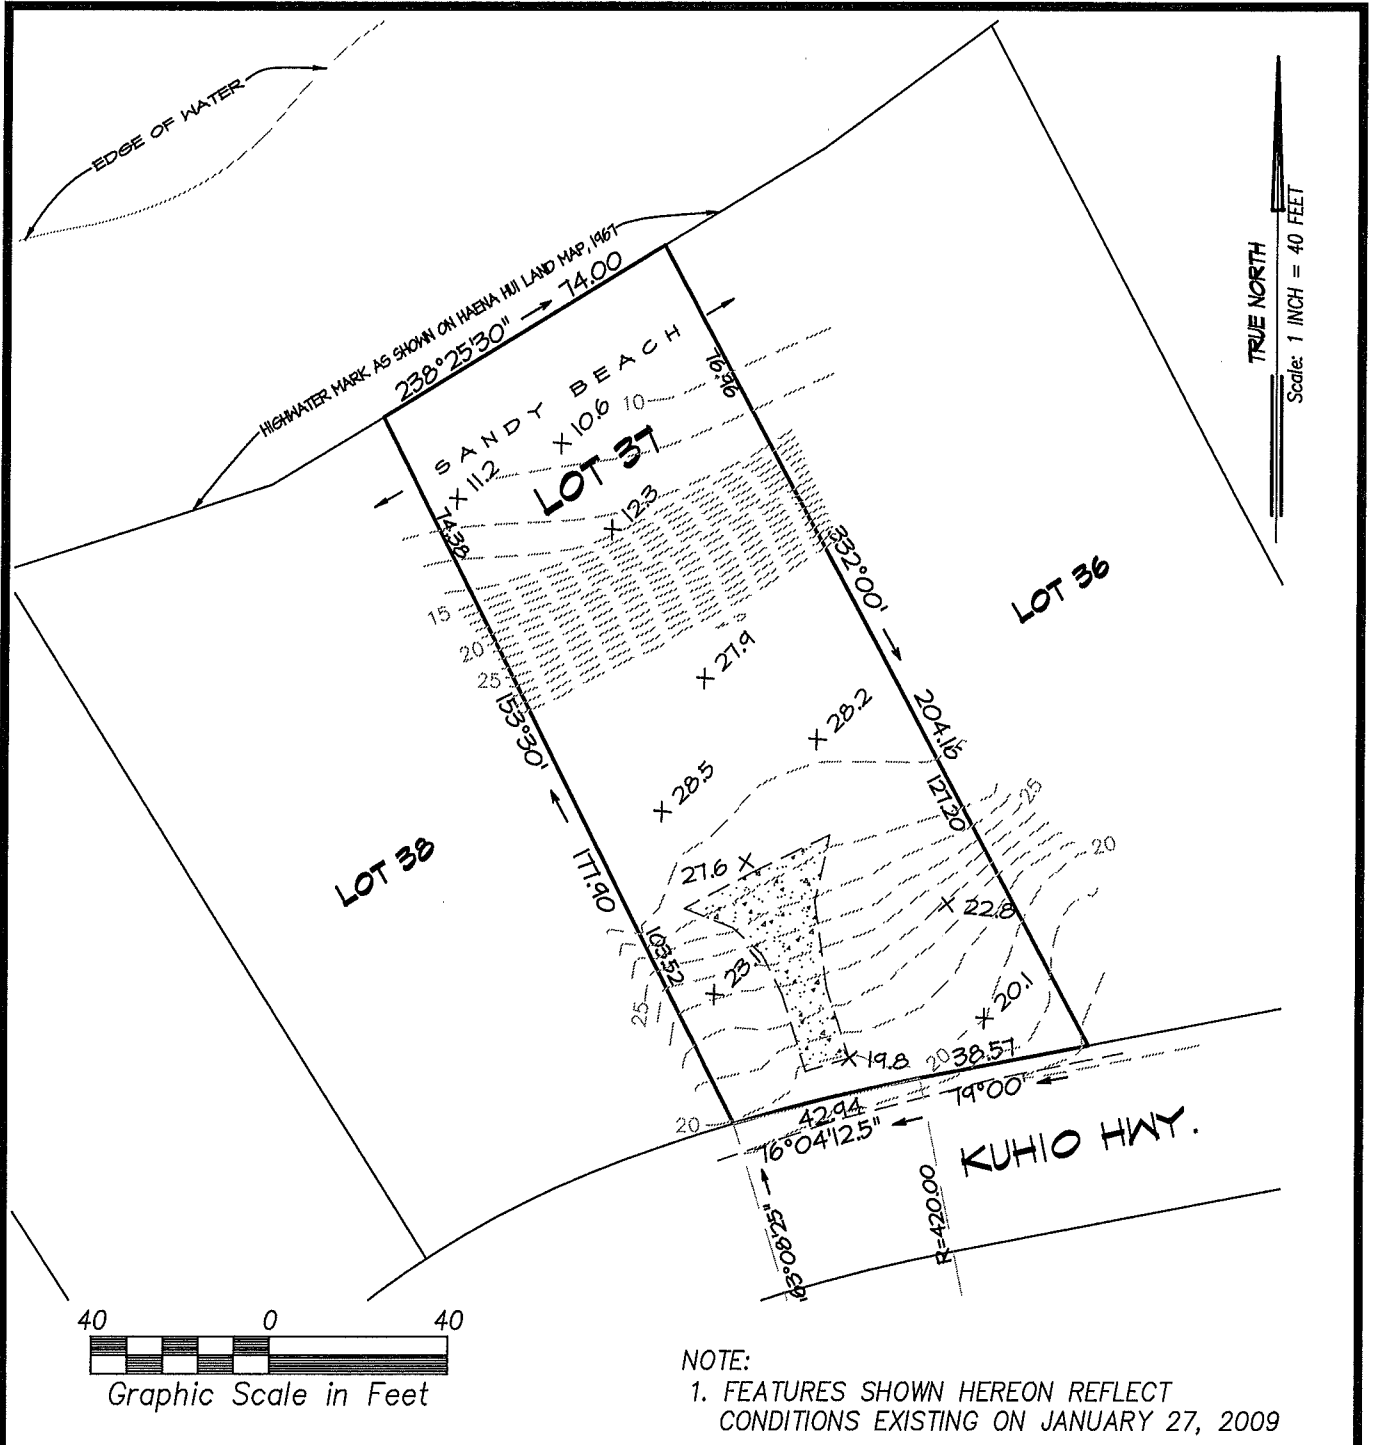 EDGE OF WATER
HIGHWATER MARK AS SHOWN ON HAENA HUI LAND MAP, 1967
238°25'30" 74.00
TRUE NORTH
Scale: 1 INCH = 40 FEET
SANDY BEACH
X 10.6
10
X 11.2
LOT 37
X 12.3
76.96
74.38
332°00'
LOT 36
15
20
25
X 27.9
153°30'
X 28.2
204.16
X 28.5
127.20
25
20
LOT 38
177.90
27.6 X
X 22.8
103.52
X 23.1
25
X 20.1
X 19.8
20
38.57
79°00'
20
42.94
76°04'12.5"
KUHIO HWY.
163°08'25"
R=420.00
40 0 40
Graphic Scale in Feet
NOTE:
1. FEATURES SHOWN HEREON REFLECT
CONDITIONS EXISTING ON JANUARY 27, 2009